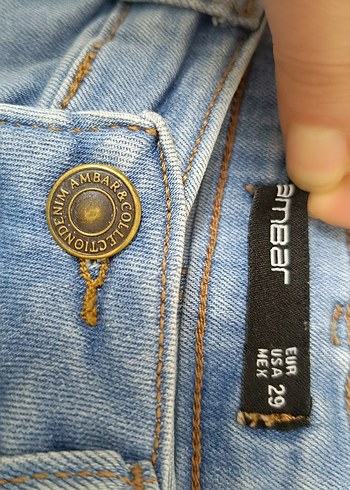 DENIM AMBAR & COLLECTION
amBar
EUR
USA 29
MEX